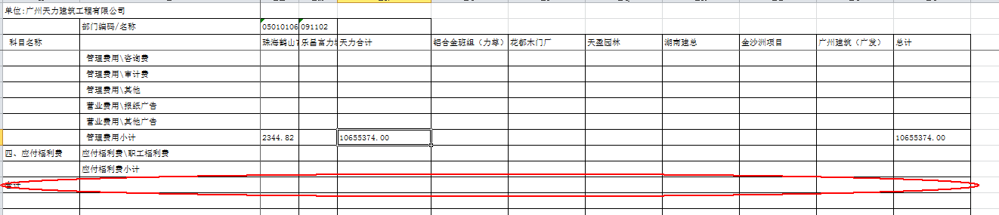 单位:广州天力建筑工程有限公司
部门编码/名称 05010106 091102
科目名称 珠海鹤山 乐昌富力 天力合计 铝合金班组（力尊） 花都木门厂 天盈园林 湖南建总 金沙洲项目 广州建筑（广发） 总计
管理费用\咨询费
管理费用\审计费
管理费用\其他
营业费用\报纸广告
营业费用\其他广告
管理费用小计 2344.82 10655374.00 10655374.00
四、应付福利费 应付福利费\职工福利费
应付福利费小计